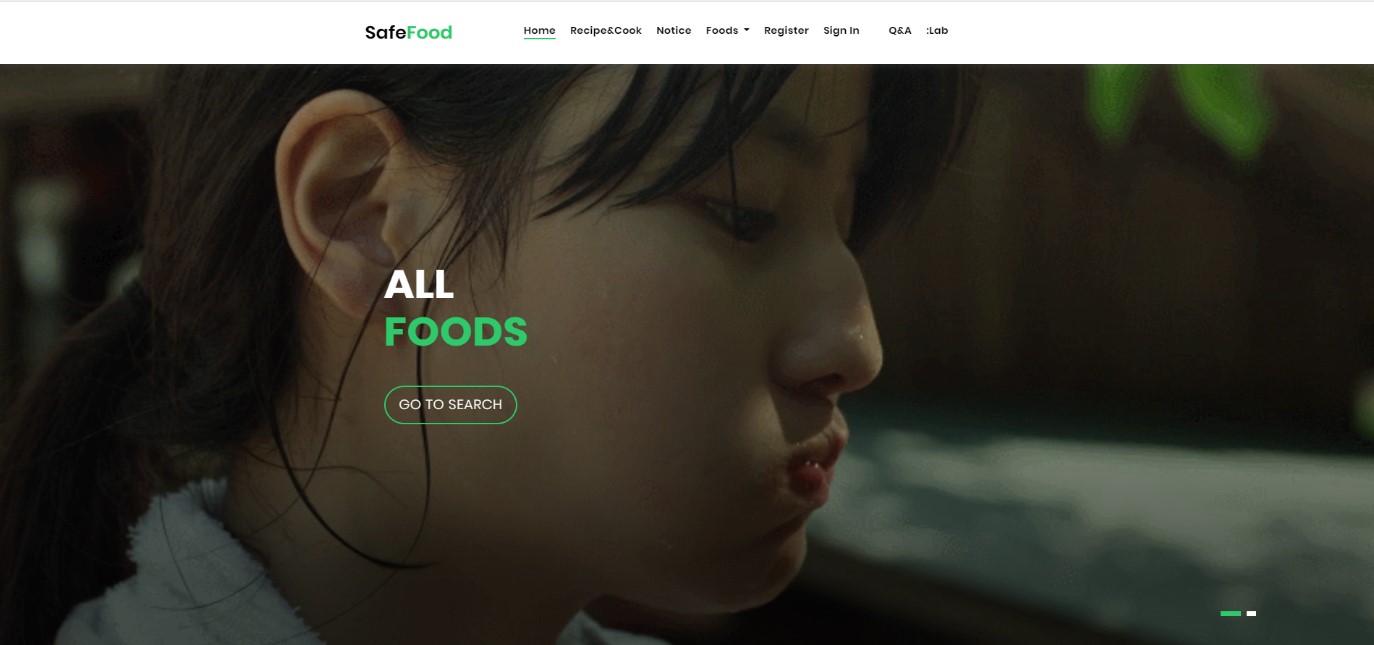 SafeFood
Home Recipe&Cook Notice Foods Register Sign In Q&A :Lab
ALL
FOODS
GO TO SEARCH